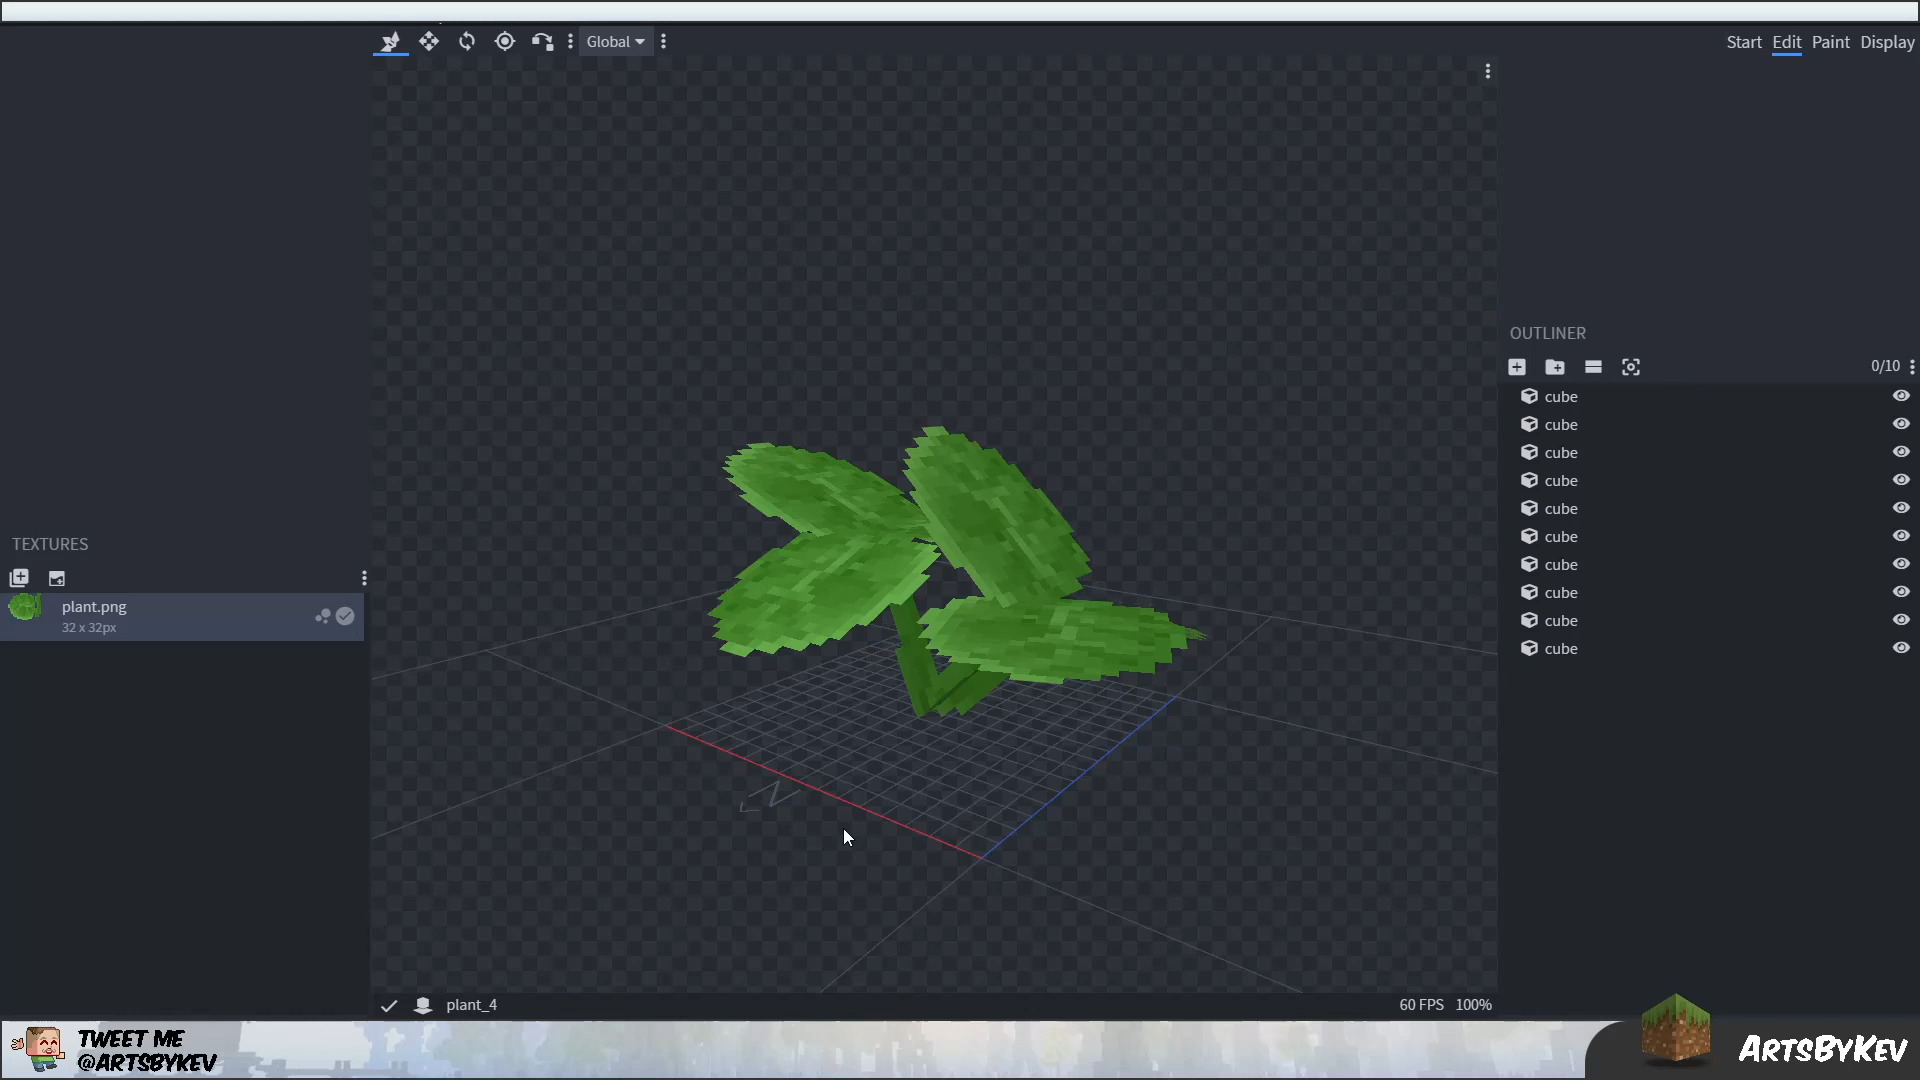 Global
Start Edit Paint Display
OUTLINER
0/10
cube
cube
cube
cube
cube
cube
cube
cube
cube
cube
TEXTURES
plant.png
32 x 32px
N
plant_4
60 FPS 100%
TWEET ME
@ARTSBYKEV
ARTSBYKEV